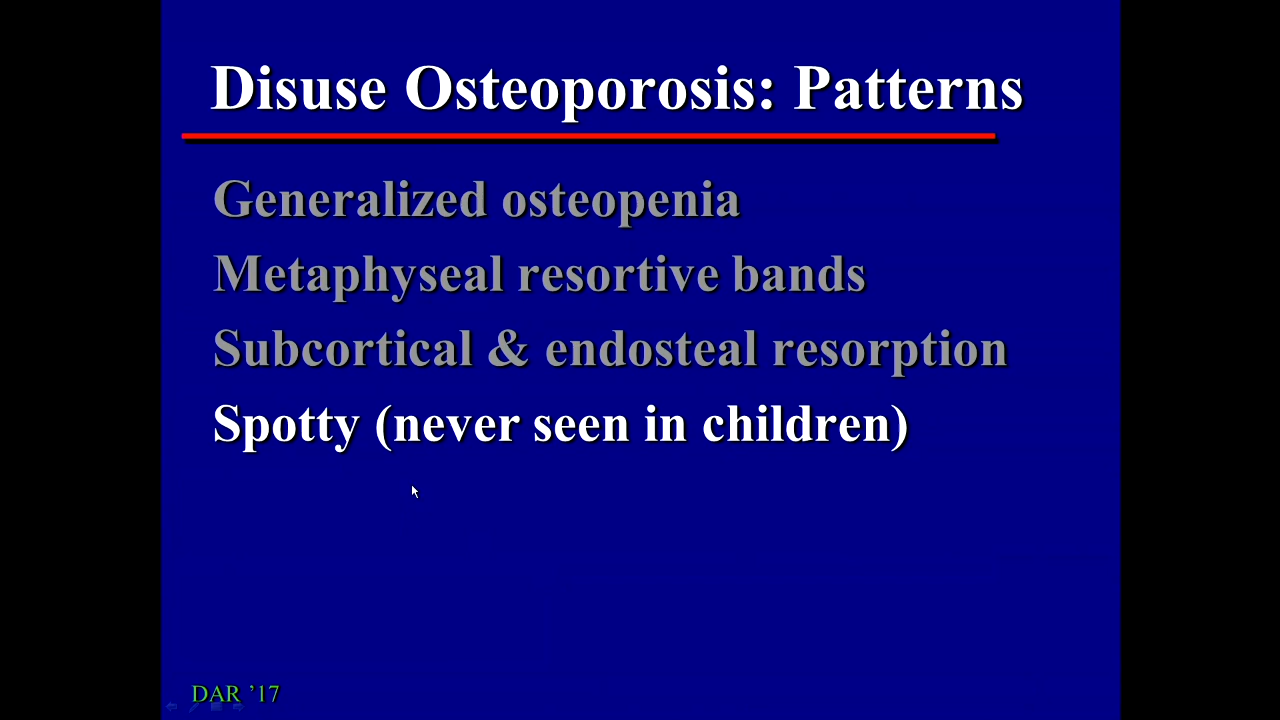 Disuse Osteoporosis: Patterns
Generalized osteopenia
Metaphyseal resortive bands
Subcortical & endosteal resorption
Spotty (never seen in children)
DAR ’17